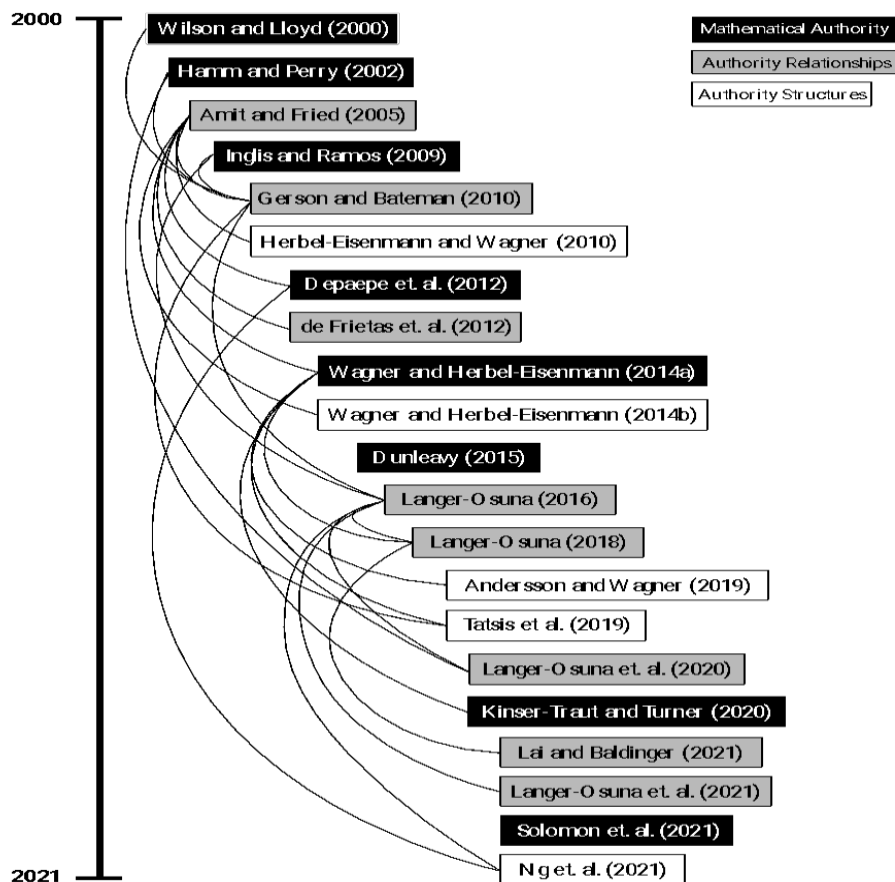 2000
Wilson and Lloyd (2000)
Mathematical Authority
Hamm and Perry (2002)
Authority Relationships
Authority Structures
Amit and Fried (2005)
Inglis and Ramos (2009)
Gerson and Bateman (2010)
Herbel-Eisenmann and Wagner (2010)
Depaepe et. al. (2012)
de Frietas et. al. (2012)
Wagner and Herbel-Eisenmann (2014a)
Wagner and Herbel-Eisenmann (2014b)
Dunleavy (2015)
Langer-Osuna (2016)
Langer-Osuna (2018)
Andersson and Wagner (2019)
Tatsis et al. (2019)
Langer-Osuna et. al. (2020)
Kinser-Traut and Turner (2020)
Lai and Baldinger (2021)
Langer-Osuna et. al. (2021)
Solomon et. al. (2021)
Ng et. al. (2021)
2021